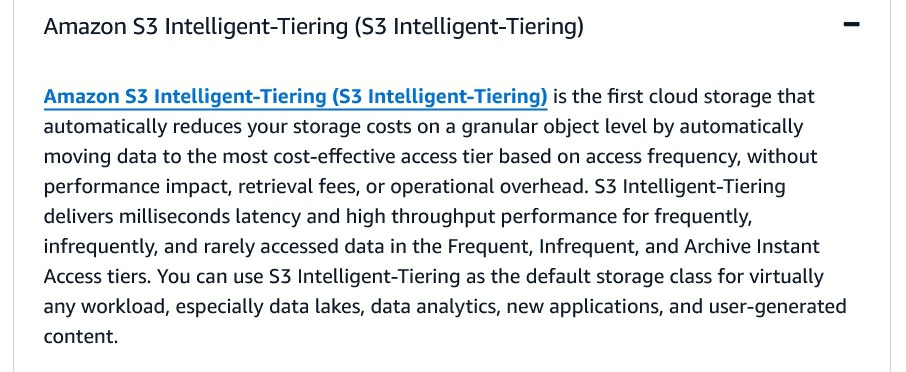 Amazon S3 Intelligent-Tiering (S3 Intelligent-Tiering)
Amazon S3 Intelligent-Tiering (S3 Intelligent-Tiering) is the first cloud storage that
automatically reduces your storage costs on a granular object level by automatically
moving data to the most cost-effective access tier based on access frequency, without
performance impact, retrieval fees, or operational overhead. S3 Intelligent-Tiering
delivers milliseconds latency and high throughput performance for frequently,
infrequently, and rarely accessed data in the Frequent, Infrequent, and Archive Instant
Access tiers. You can use S3 Intelligent-Tiering as the default storage class for virtually
any workload, especially data lakes, data analytics, new applications, and user-generated
content.